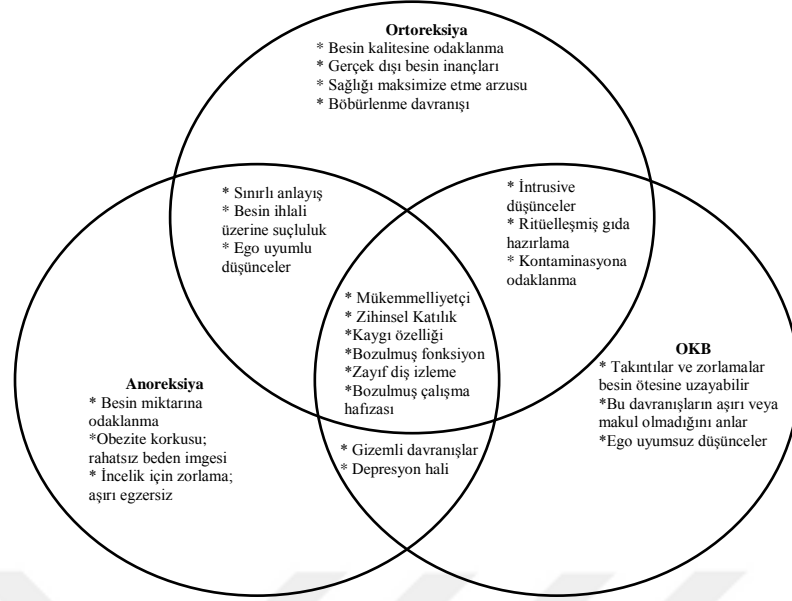 Ortoreksiya
* Besin kalitesine odaklanma
* Gerçek dışı besin inançları
* Sağlığı maksimize etme arzusu
* Böbürlenme davranışı
* Sınırlı anlayış
* Besin ihlali
üzerine suçluluk
* Ego uyumlu
düşünceler
* İntrusive
düşünceler
* Ritüelleşmiş gıda
hazırlama
* Kontaminasyona
odaklanma
* Mükemmelliyetçi
* Zihinsel Katılık
*Kaygı özelliği
*Bozulmuş fonksiyon
*Zayıf diş izleme
*Bozulmuş çalışma
hafızası
Anoreksiya
* Besin miktarına
odaklanma
*Obezite korkusu;
rahatsız beden imgesi
* İncelik için zorlama;
aşırı egzersiz
OKB
* Takıntılar ve zorlamalar
besin ötesine uzayabilir
*Bu davranışların aşırı veya
makul olmadığını anlar
*Ego uyumsuz düşünceler
* Gizemli davranışlar
* Depresyon hali